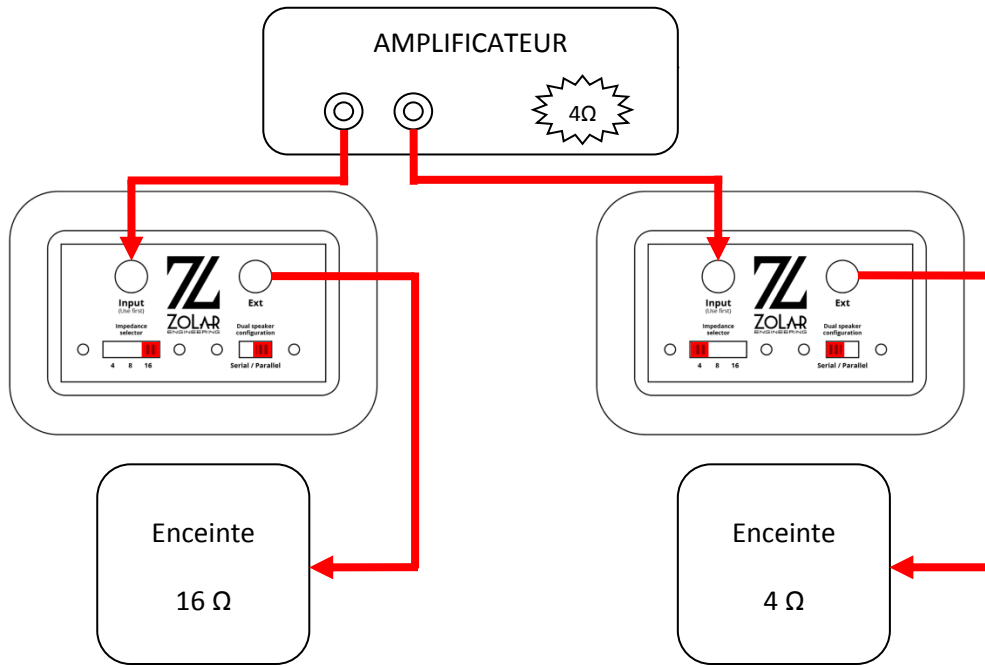 AMPLIFICATEUR
4Ω
Input
(Use first)
ZOLAR
ENGINEERING
Ext
Impedance
selector
Dual speaker
configuration
4 8 16
Serial / Parallel
Input
(Use first)
ZOLAR
ENGINEERING
Ext
Impedance
selector
Dual speaker
configuration
4 8 16
Serial / Parallel
Enceinte
16 Ω
Enceinte
4 Ω